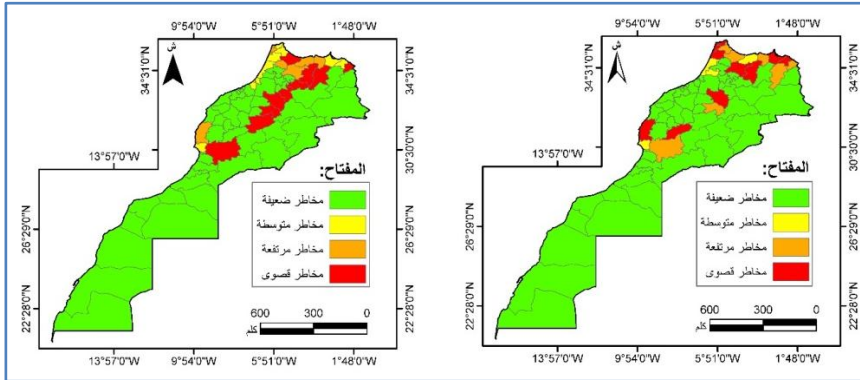 9°54'0"W 5°51'0"W 1°48'0"W
34°31'0"N
30°30'0"N
26°29'0"N
22°28'0"N
ش
13°57'0"W
المفتاح:
مخاطر ضعيفة
مخاطر متوسطة
مخاطر مرتفعة
مخاطر قصوى
600 300 0
كلم
13°57'0"W 9°54'0"W 5°51'0"W 1°48'0"W
9°54'0"W 5°51'0"W 1°48'0"W
34°31'0"N
30°30'0"N
26°29'0"N
22°28'0"N
ش
13°57'0"W
المفتاح:
مخاطر ضعيفة
مخاطر متوسطة
مخاطر مرتفعة
مخاطر قصوى
600 300 0
كلم
13°57'0"W 9°54'0"W 5°51'0"W 1°48'0"W